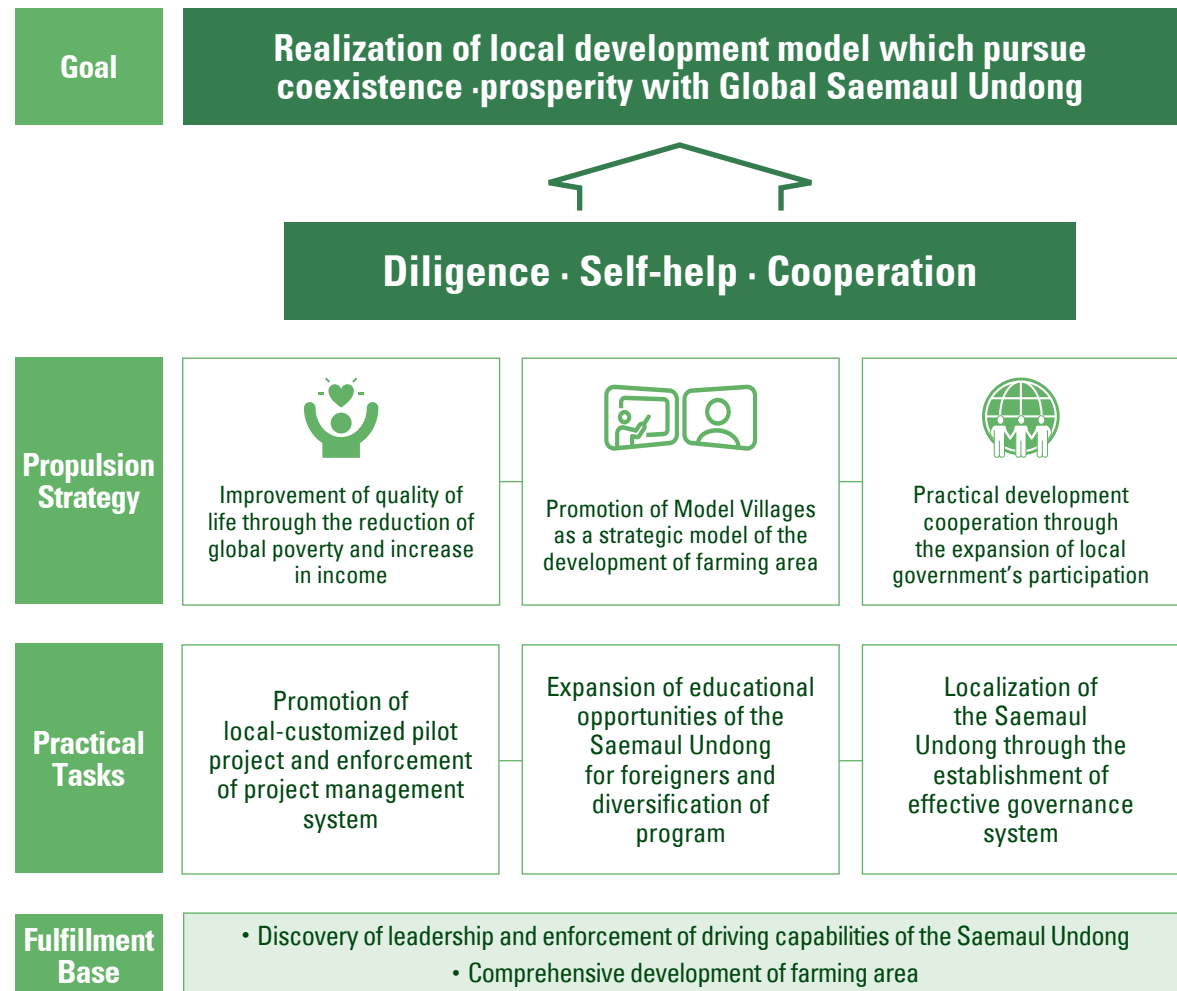 Goal
Realization of local development model which pursue
coexistence ·prosperity with Global Saemaul Undong
Diligence · Self-help · Cooperation
Propulsion
Strategy
Improvement of quality of
life through the reduction of
global poverty and increase
in income
Promotion of Model Villages
as a strategic model of the
development of farming area
Practical development
cooperation through
the expansion of local
government's participation
Practical
Tasks
Promotion of
local-customized pilot
project and enforcement
of project management
system
Expansion of educational
opportunities of the
Saemaul Undong
for foreigners and
diversification of
program
Localization of
the Saemaul
Undong through the
establishment of
effective governance
system
Fulfillment
Base
• Discovery of leadership and enforcement of driving capabilities of the Saemaul Undong
• Comprehensive development of farming area